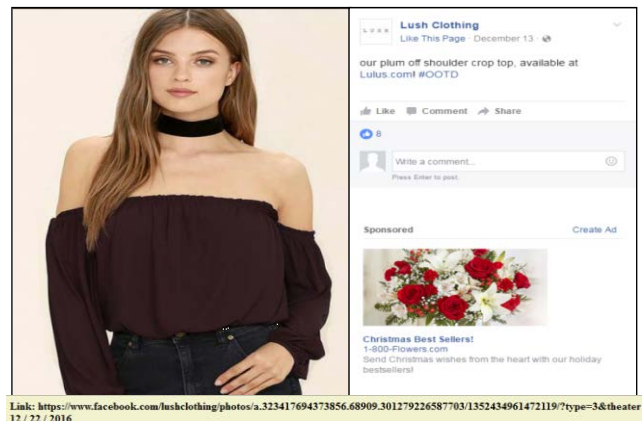 LUSH
Lush Clothing
Like This Page · December 13 ·
our plum off shoulder crop top, available at
Lulus.com! #OOTD
Like Comment Share
8
Write a comment...
Press Enter to post.
Sponsored
Create Ad
Christmas Best Sellers!
1-800-Flowers.com
Send Christmas wishes from the heart with our holiday
bestsellers!
Link: https://www.facebook.com/lushclothing/photos/a.323417694373856.68909.301279226587703/1352434961472119/?type=3&theater
12 / 22 / 2016